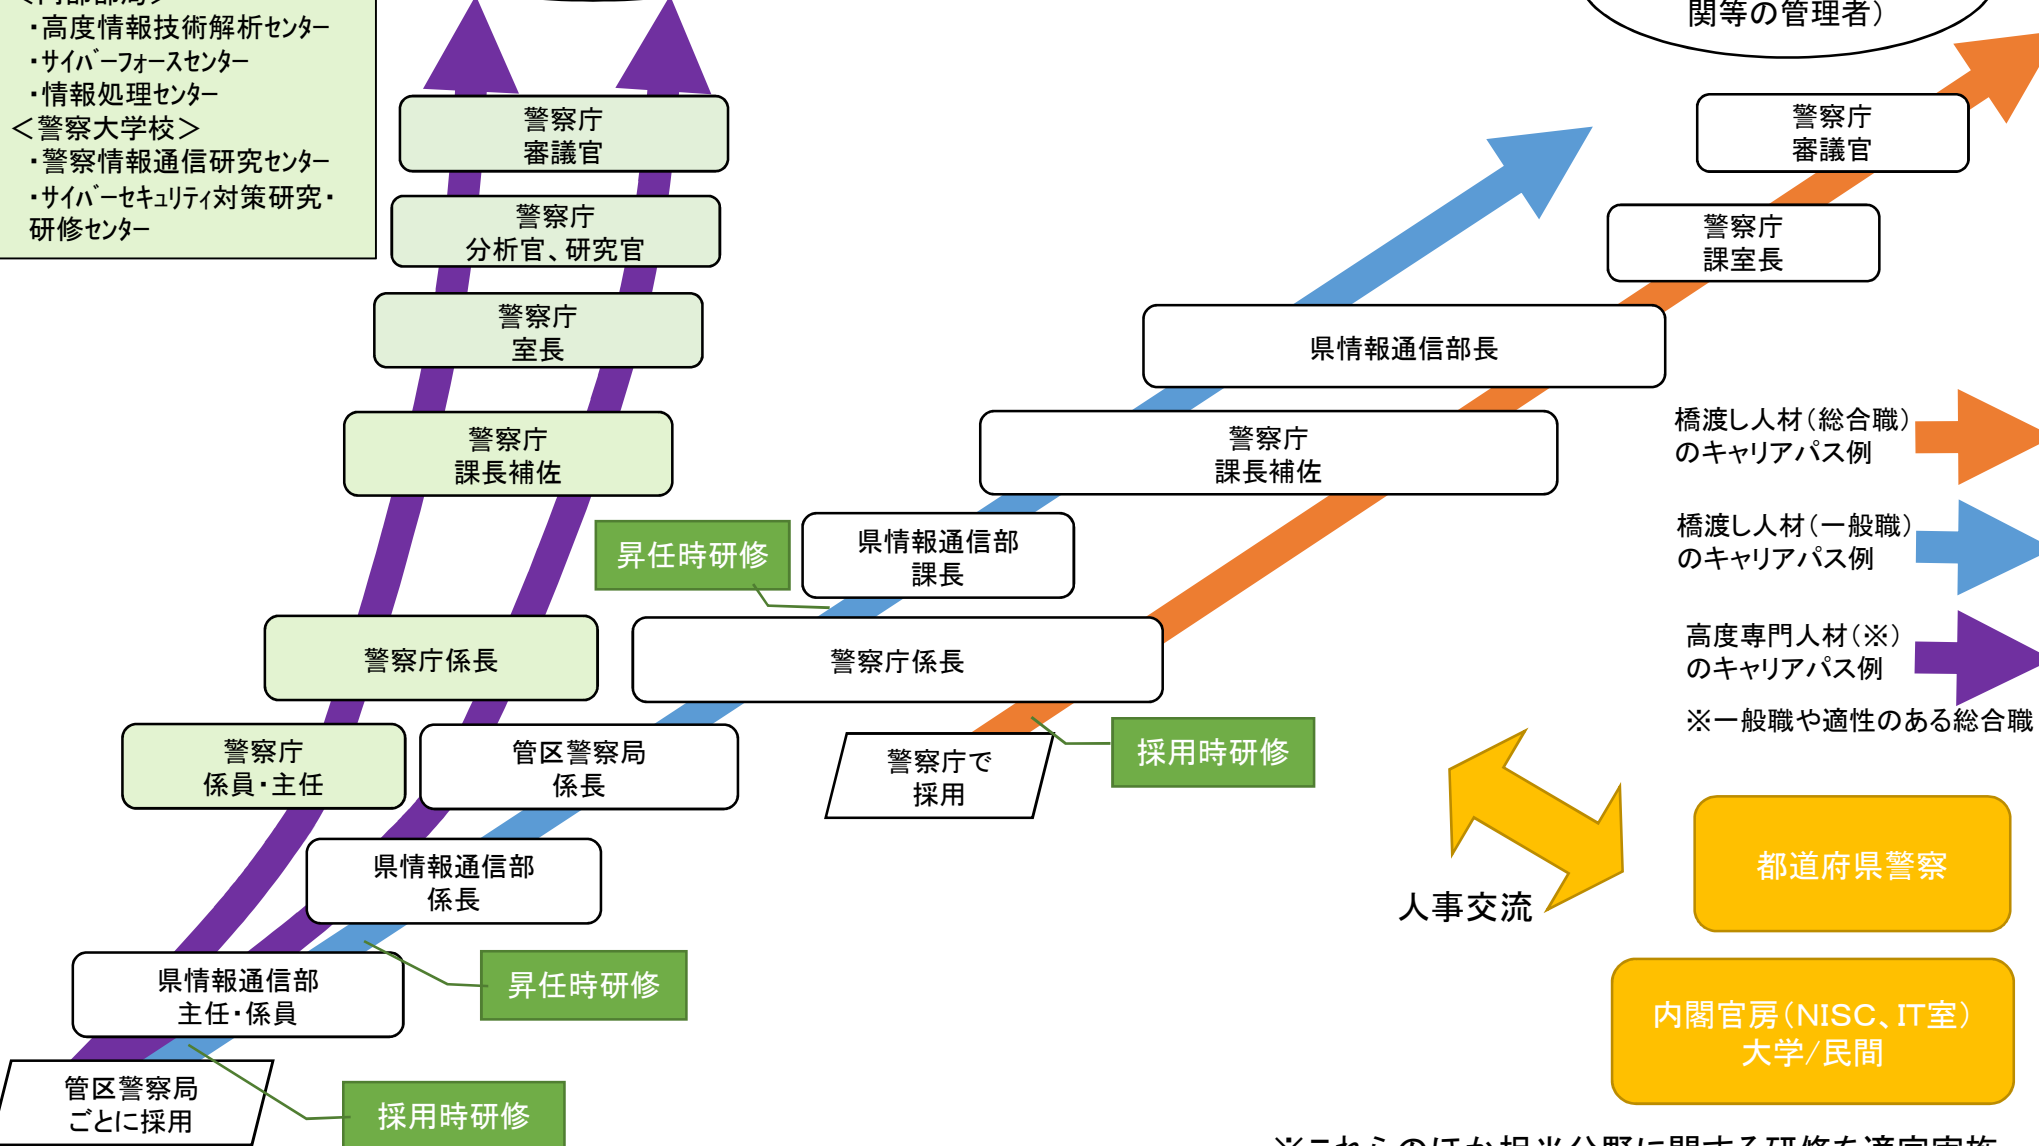 ・高度情報技術解析センター
・サイバーフォースセンター
・情報処理センター
＜警察大学校＞
・警察情報通信研究センター
・サイバーセキュリティ対策研究・
研修センター
関等の管理者）
警察庁
審議官
警察庁
分析官、研究官
警察庁
室長
警察庁
課長補佐
警察庁係長
警察庁
係員・主任
管区警察局
係長
県情報通信部
係長
県情報通信部
主任・係員
管区警察局
ごとに採用
採用時研修
昇任時研修
昇任時研修
県情報通信部
課長
警察庁係長
警察庁で
採用
採用時研修
警察庁
課長補佐
県情報通信部長
警察庁
課室長
警察庁
審議官
橋渡し人材（総合職）
のキャリアパス例
橋渡し人材（一般職）
のキャリアパス例
高度専門人材（※）
のキャリアパス例
※一般職や適性のある総合職
人事交流
都道府県警察
内閣官房（NISC、IT室）
大学/民間